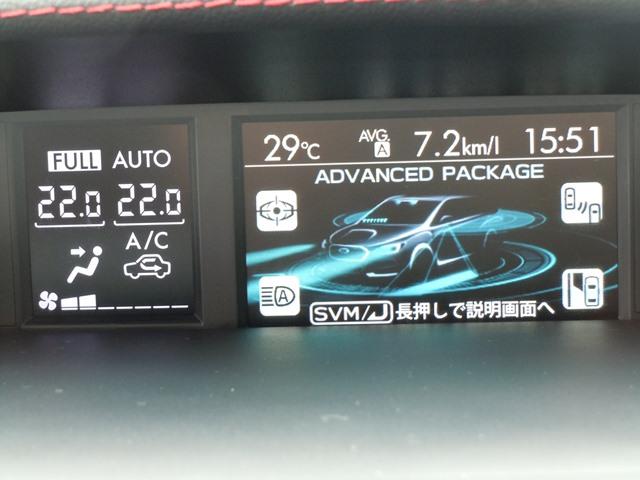 FULL AUTO
22.0 22.0
A/C
29℃ AVG. A 7.2km/l 15:51
ADVANCED PACKAGE
A
SVM/ 長押しで説明画面へ